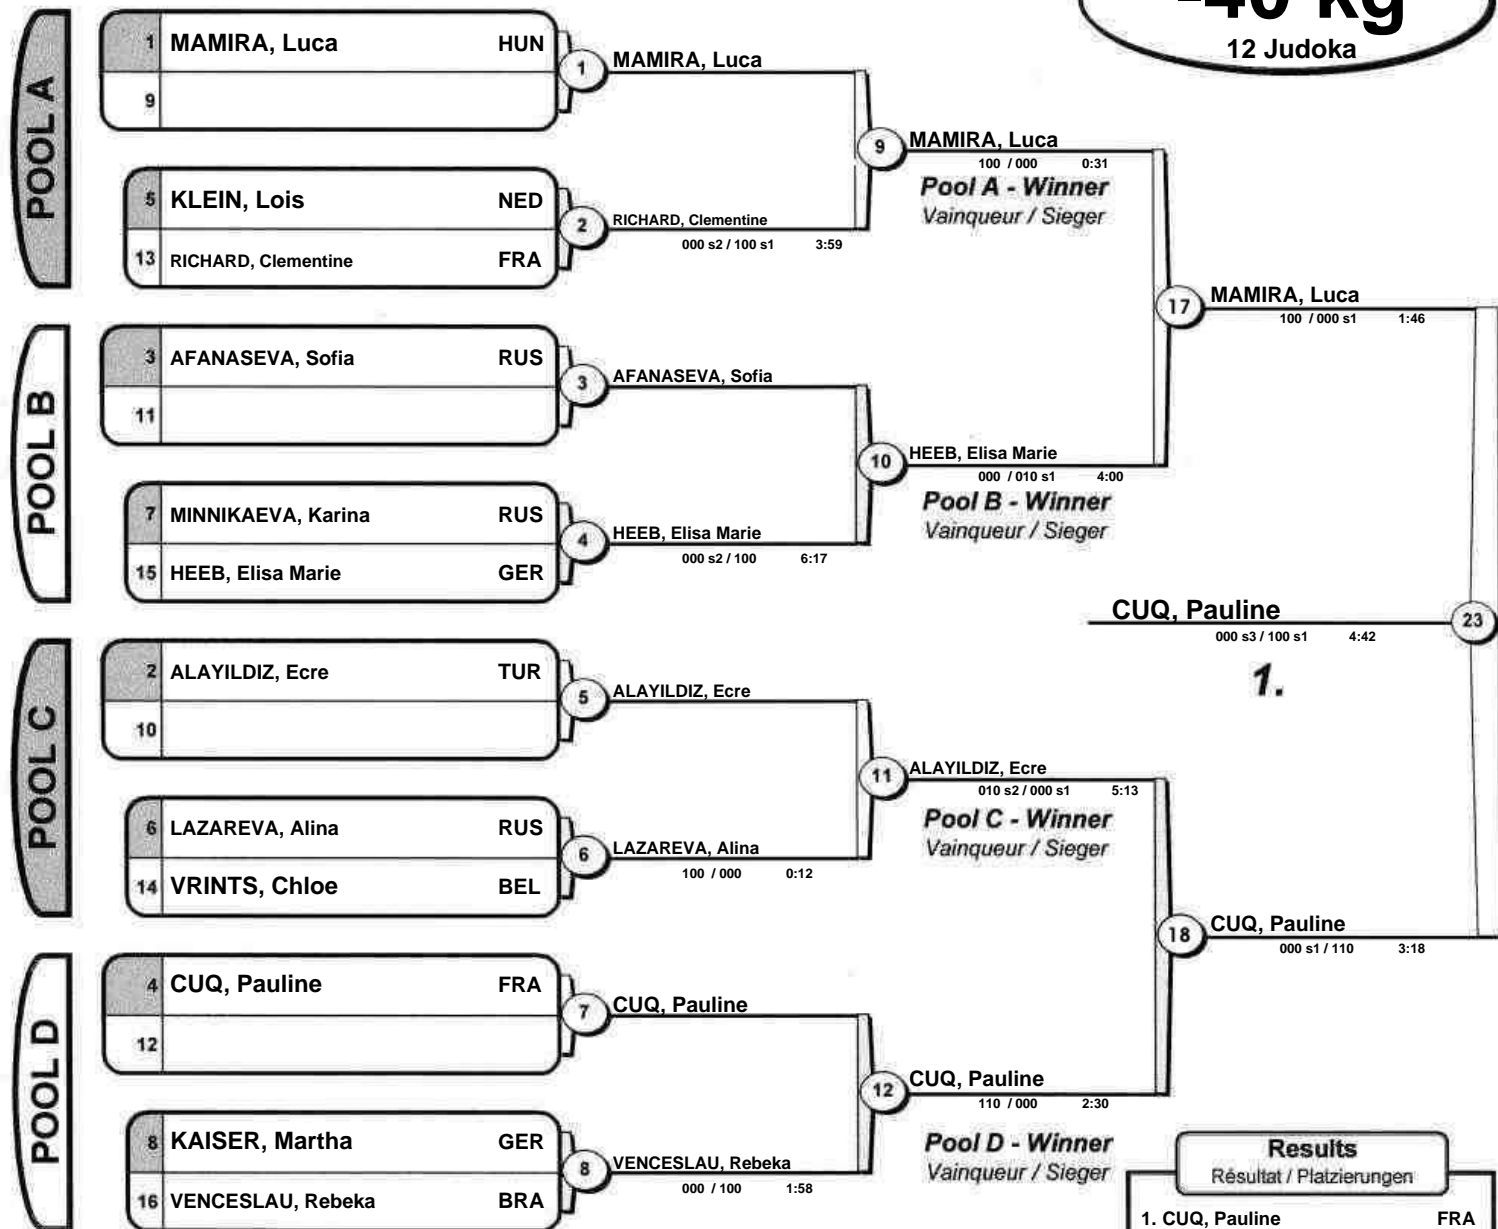 -40 kg
12 Judoka
POOL A
1 MAMIRA, Luca HUN
9
1
MAMIRA, Luca
5 KLEIN, Lois NED
13 RICHARD, Clementine FRA
2
RICHARD, Clementine
000 s2 / 100 s1 3:59
9
MAMIRA, Luca
100 / 000 0:31
Pool A - Winner
Vainqueur / Sieger
POOL B
3 AFANASEVA, Sofia RUS
11
3
AFANASEVA, Sofia
7 MINNIKAEVA, Karina RUS
15 HEEB, Elisa Marie GER
4
HEEB, Elisa Marie
000 s2 / 100 6:17
10
HEEB, Elisa Marie
000 / 010 s1 4:00
Pool B - Winner
Vainqueur / Sieger
17
MAMIRA, Luca
100 / 000 s1 1:46
CUQ, Pauline
000 s3 / 100 s1 4:42
23
1.
POOL C
2 ALAYILDIZ, Ecre TUR
10
5
ALAYILDIZ, Ecre
6 LAZAREVA, Alina RUS
14 VRINTS, Chloe BEL
6
LAZAREVA, Alina
100 / 000 0:12
11
ALAYILDIZ, Ecre
010 s2 / 000 s1 5:13
Pool C - Winner
Vainqueur / Sieger
18
CUQ, Pauline
000 s1 / 110 3:18
POOL D
4 CUQ, Pauline FRA
12
7
CUQ, Pauline
8 KAISER, Martha GER
16 VENCESLAU, Rebeka BRA
8
VENCESLAU, Rebeka
000 / 100 1:58
12
CUQ, Pauline
110 / 000 2:30
Pool D - Winner
Vainqueur / Sieger
Results
Résultat / Platzierungen
1. CUQ, Pauline FRA